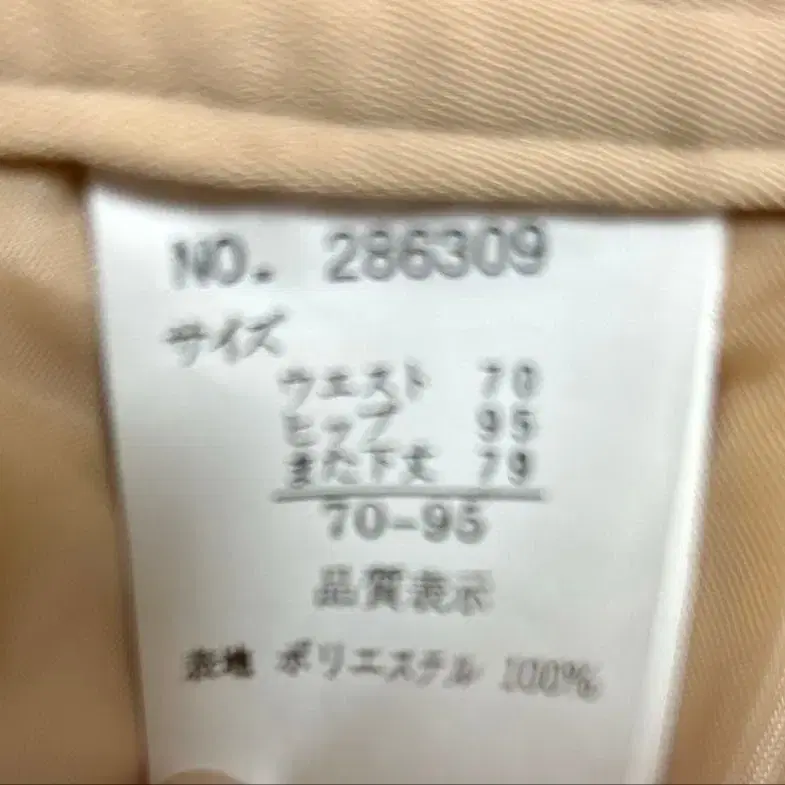 NO. 286309
サイズ
ウエスト 70
ヒップ 95
また下丈 79
70-95
品質表示
表地 ポリエステル 100%